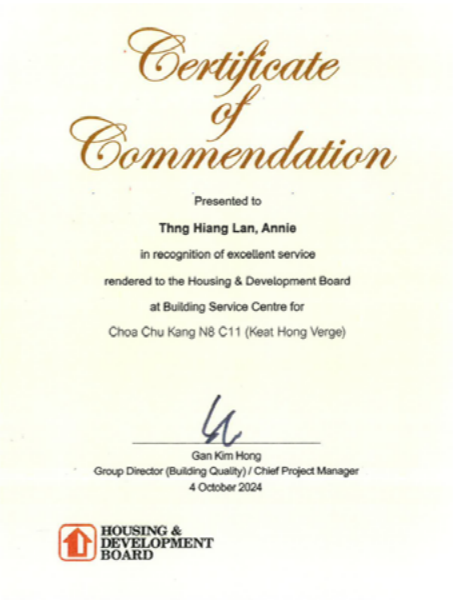 Certificate
of
Commendation
Presented to
Thng Hiang Lan, Annie
in recognition of excellent service
rendered to the Housing & Development Board
at Building Service Centre for
Choa Chu Kang N8 C11 (Keat Hong Verge)
Gan Kim Hong
Group Director (Building Quality) / Chief Project Manager
4 October 2024
HOUSING &
DEVELOPMENT
BOARD